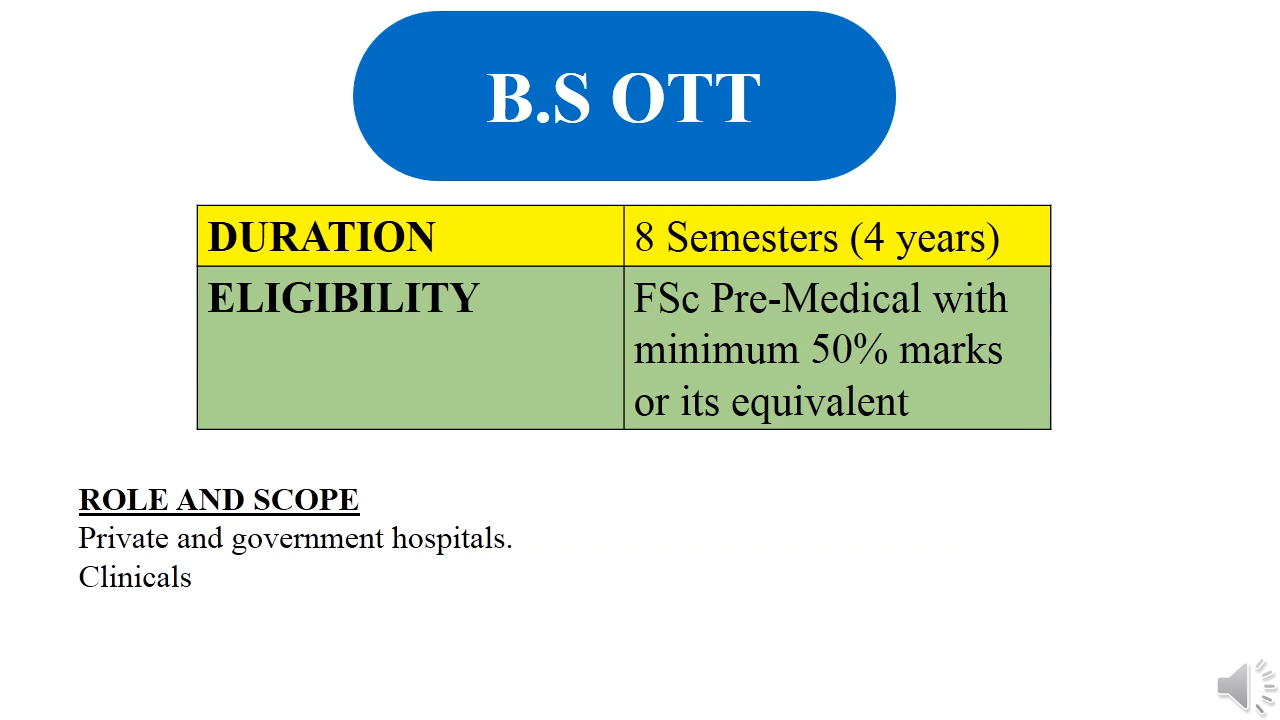 B.S OTT
DURATION
8 Semesters (4 years)
ELIGIBILITY
FSc Pre-Medical with
minimum 50% marks
or its equivalent
ROLE AND SCOPE
Private and government hospitals.
Clinicals